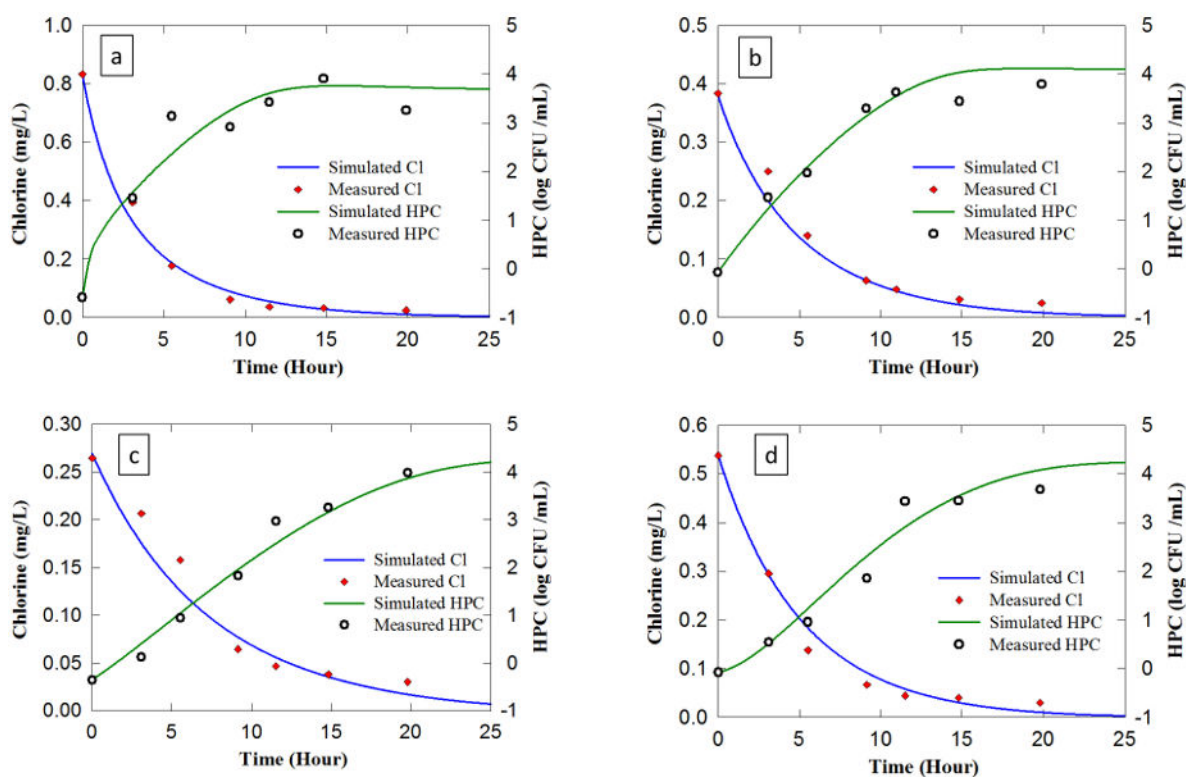 a
1.0
0.8
0.6
0.4
0.2
0.0
Chlorine (mg/L)
5
4
3
2
1
0
-1
HPC (log CFU /mL)
Simulated Cl
Measured Cl
Simulated HPC
Measured HPC
0 5 10 15 20 25
Time (Hour)
b
0.5
0.4
0.3
0.2
0.1
0.0
Chlorine (mg/L)
5
4
3
2
1
0
-1
HPC (log CFU /mL)
Simulated Cl
Measured Cl
Simulated HPC
Measured HPC
0 5 10 15 20 25
Time (Hour)
c
0.30
0.25
0.20
0.15
0.10
0.05
0.00
Chlorine (mg/L)
5
4
3
2
1
0
-1
HPC (log CFU /mL)
Simulated Cl
Measured Cl
Simulated HPC
Measured HPC
0 5 10 15 20 25
Time (Hour)
d
0.6
0.5
0.4
0.3
0.2
0.1
0.0
Chlorine (mg/L)
5
4
3
2
1
0
-1
HPC (log CFU /mL)
Simulated Cl
Measured Cl
Simulated HPC
Measured HPC
0 5 10 15 20 25
Time (Hour)